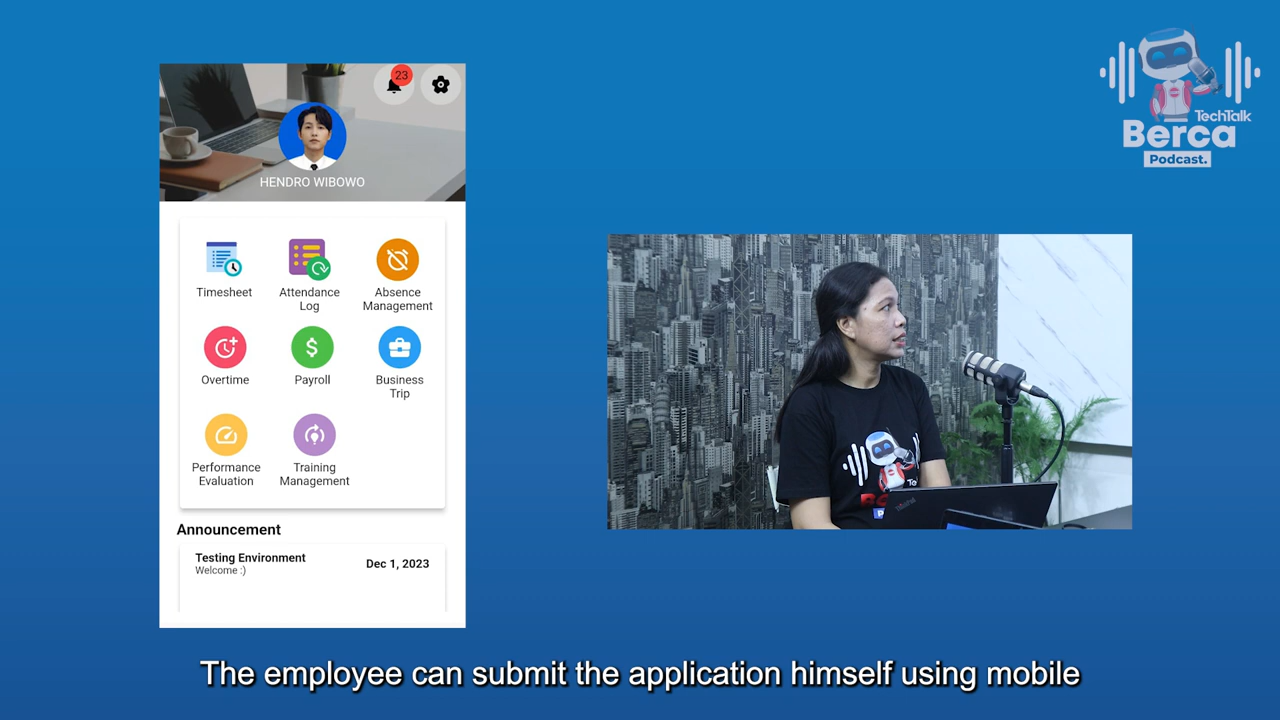 23
HENDRO WIBOWO
Timesheet
Attendance
Log
Absence
Management
Overtime
Payroll
Business
Trip
Performance
Evaluation
Training
Management
Announcement
Testing Environment
Welcome :)
Dec 1, 2023
TechTalk
Berca
Podcast.
ThinkPad
The employee can submit the application himself using mobile